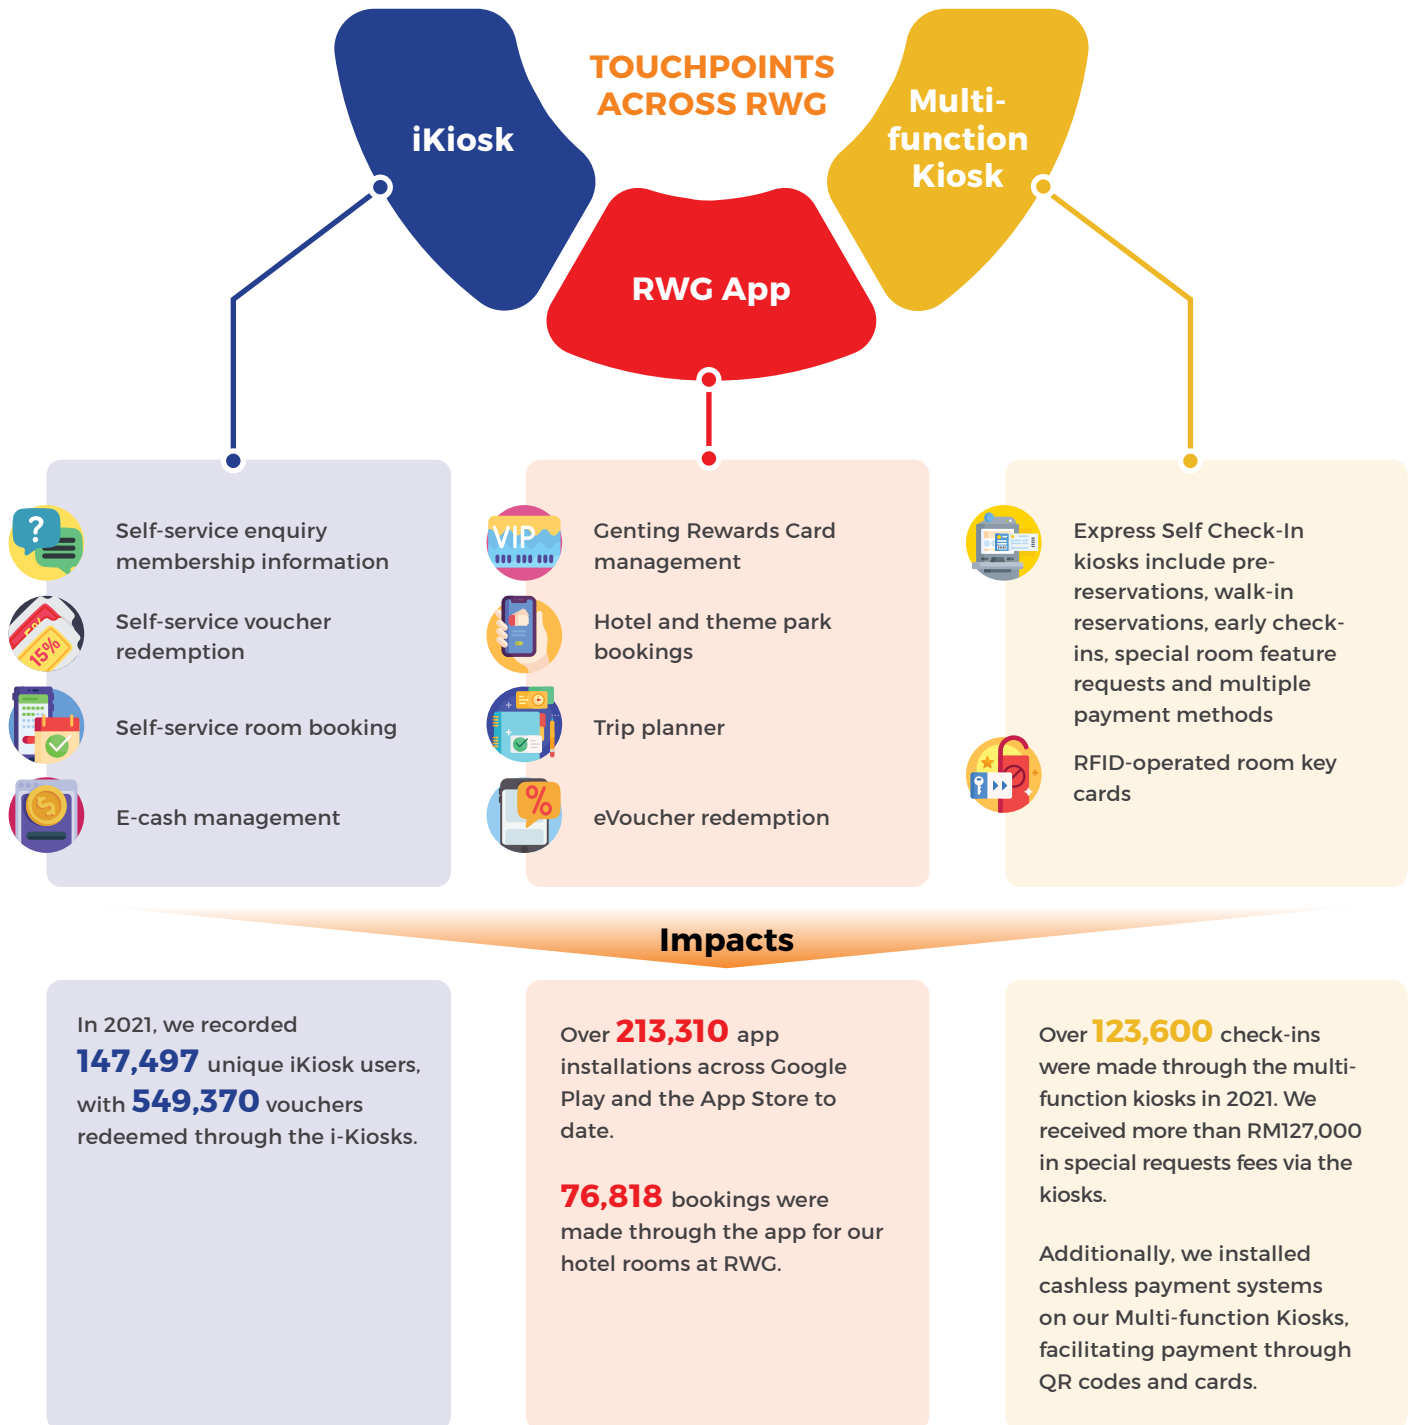 TOUCHPOINTS
ACROSS RWG
iKiosk
RWG App
Multi-
function
Kiosk
?
Self-service enquiry
membership information
5%
15%
Self-service voucher
redemption
Self-service room booking
E-cash management
VIP
Genting Rewards Card
management
Hotel and theme park
bookings
Trip planner
%
eVoucher redemption
Express Self Check-In
kiosks include pre-
reservations, walk-in
reservations, early check-
ins, special room feature
requests and multiple
payment methods
RFID-operated room key
cards
Impacts
In 2021, we recorded
147,497 unique iKiosk users,
with 549,370 vouchers
redeemed through the i-Kiosks.
Over 213,310 app
installations across Google
Play and the App Store to
date.
76,818 bookings were
made through the app for our
hotel rooms at RWG.
Over 123,600 check-ins
were made through the multi-
function kiosks in 2021. We
received more than RM127,000
in special requests fees via the
kiosks.
Additionally, we installed
cashless payment systems
on our Multi-function Kiosks,
facilitating payment through
QR codes and cards.